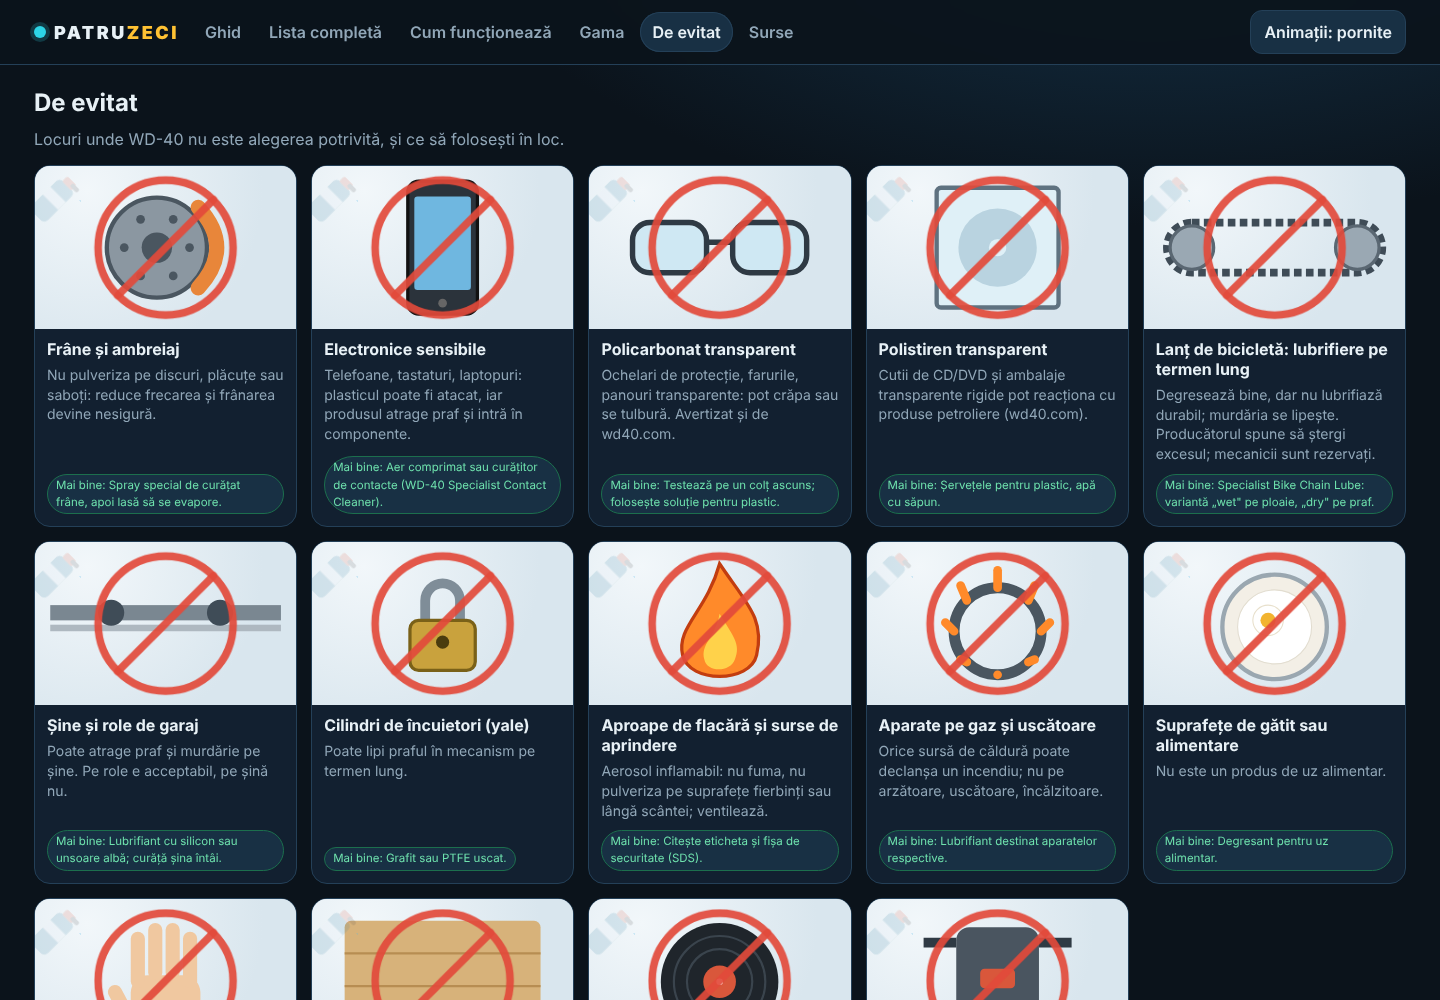 PATRUZECI
Ghid
Lista completă
Cum funcționează
Gama
De evitat
Surse
Animații: pornite
De evitat
Locuri unde WD-40 nu este alegerea potrivită, și ce să folosești în loc.
Frâne și ambreiaj
Nu pulveriza pe discuri, plăcuțe sau
saboți: reduce frecarea și frânarea
devine nesigură.
Mai bine: Spray special de curățat
frâne, apoi lasă să se evapore.
Electronice sensibile
Telefoane, tastaturi, laptopuri:
plasticul poate fi atacat, iar
produsul atrage praf și intră în
componente.
Mai bine: Aer comprimat sau curățitor
de contacte (WD-40 Specialist Contact
Cleaner).
Policarbonat transparent
Ochelari de protecție, farurile,
panouri transparente: pot crăpa sau
se tulbură. Avertizat și de
wd40.com.
Mai bine: Testează pe un colț ascuns;
folosește soluție pentru plastic.
Polistiren transparent
Cutii de CD/DVD și ambalaje
transparente rigide pot reacționa cu
produse petroliere (wd40.com).
Mai bine: Șervețele pentru plastic, apă
cu săpun.
Lanț de bicicletă: lubrifiere pe
termen lung
Degresează bine, dar nu lubrifiază
durabil; murdăria se lipește.
Producătorul spune să ștergi
excesul; mecanicii sunt rezervați.
Mai bine: Specialist Bike Chain Lube:
variantă „wet" pe ploaie, „dry" pe praf.
Șine și role de garaj
Poate atrage praf și murdărie pe
șine. Pe role e acceptabil, pe șină
nu.
Mai bine: Lubrifiant cu silicon sau
unsoare albă; curăță șina întâi.
Cilindri de încuietori (yale)
Poate lipi praful în mecanism pe
termen lung.
Mai bine: Grafit sau PTFE uscat.
Aproape de flacără și surse de
aprindere
Aerosol inflamabil: nu fuma, nu
pulveriza pe suprafețe fierbinți sau
lângă scântei; ventilează.
Mai bine: Citește eticheta și fișa de
securitate (SDS).
Aparate pe gaz și uscătoare
Orice sursă de căldură poate
declanșa un incendiu; nu pe
arzătoare, uscătoare, încălzitoare.
Mai bine: Lubrifiant destinat aparatelor
respective.
Suprafețe de gătit sau
alimentare
Nu este un produs de uz alimentar.
Mai bine: Degresant pentru uz
alimentar.